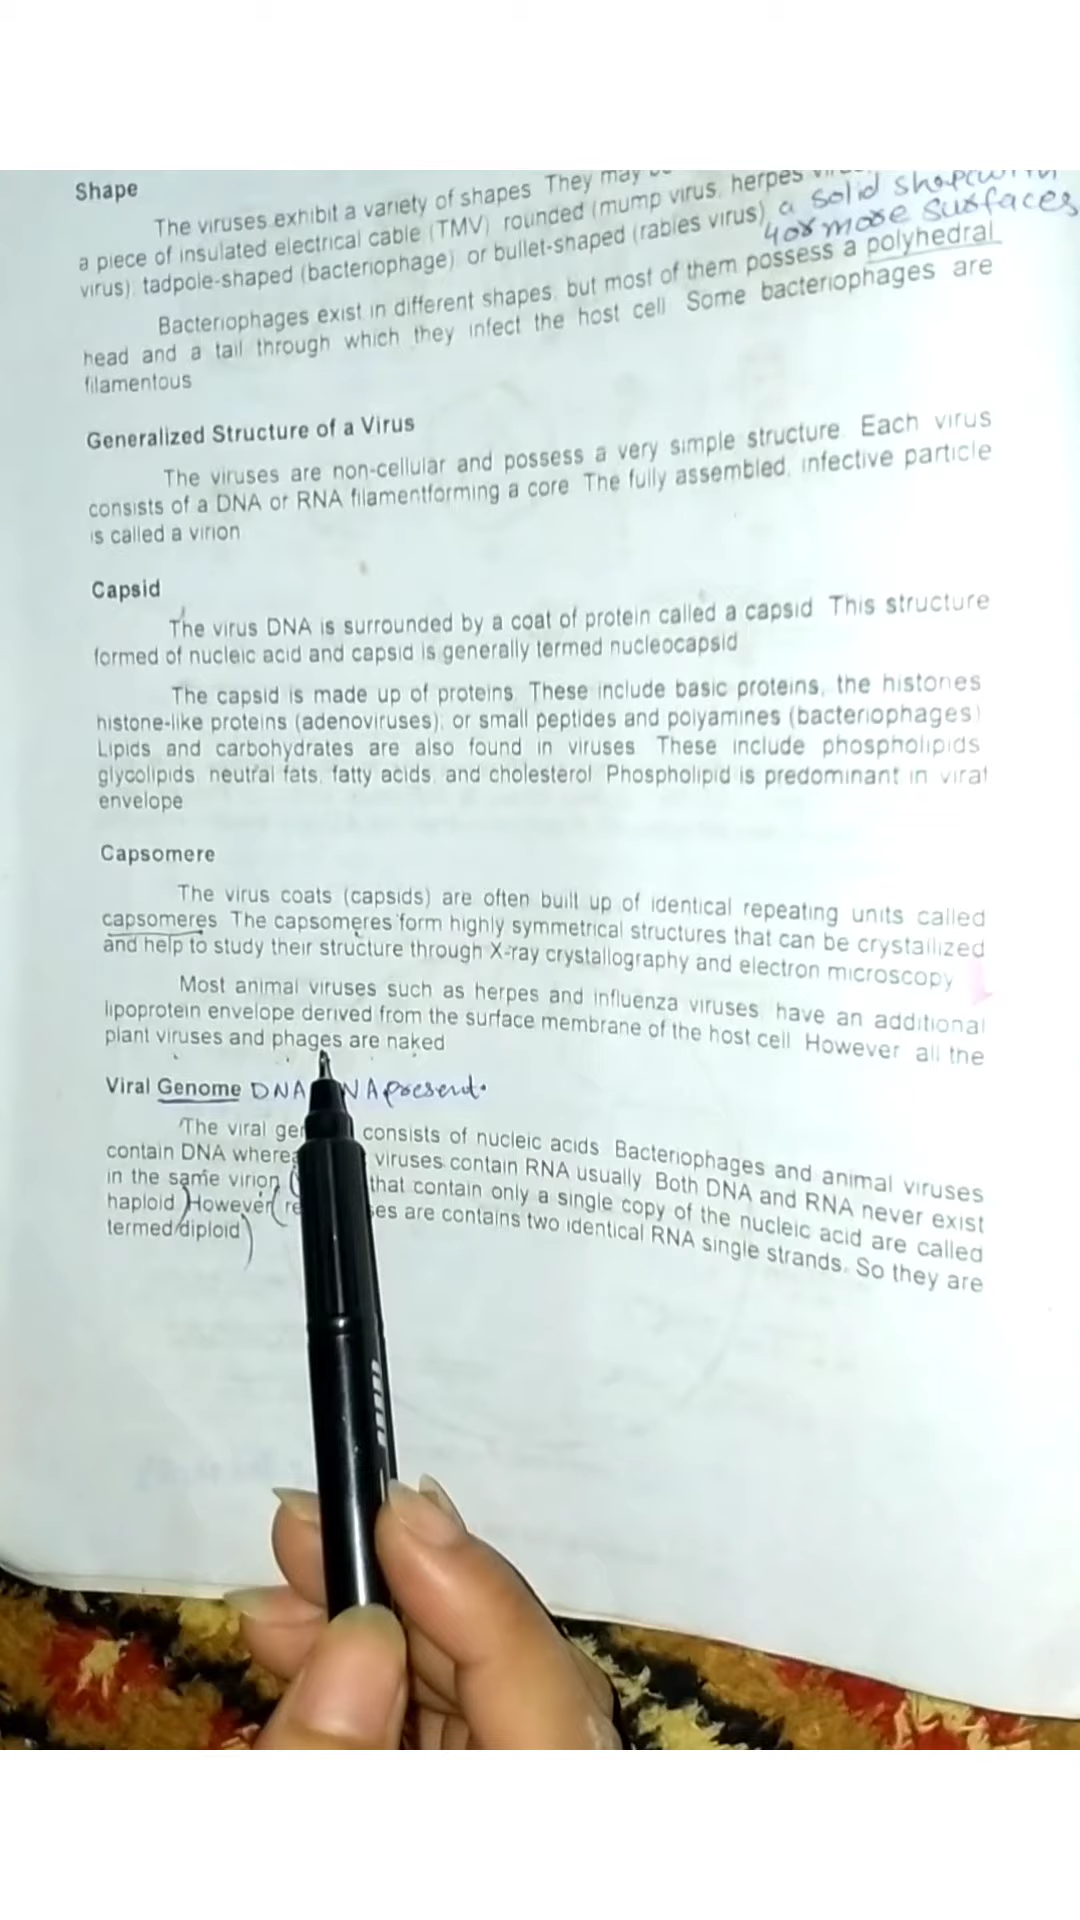 Shape
The viruses exhibit a variety of shapes They may
a piece of insulated electrical cable (TMV) rounded (mump virus, herpes
virus) tadpole-shaped (bacteriophage) or bullet-shaped (rabies virus)
a solid shape with
4 or more surfaces
Bacteriophages exist in different shapes, but most of them possess a polyhedral
head and a tail through which they infect the host cell Some bacteriophages are
filamentous
Generalized Structure of a Virus
The viruses are non-cellular and possess a very simple structure Each virus
consists of a DNA or RNA filamentforming a core The fully assembled, infective particle
is called a virion
Capsid
The virus DNA is surrounded by a coat of protein called a capsid This structure
formed of nucleic acid and capsid is generally termed nucleocapsid
The capsid is made up of proteins These include basic proteins, the histones
histone-like proteins (adenoviruses), or small peptides and polyamines (bacteriophages)
Lipids and carbohydrates are also found in viruses These include phospholipids
glycolipids, neutral fats, fatty acids, and cholesterol Phospholipid is predominant in viral
envelope
Capsomere
The virus coats (capsids) are often built up of identical repeating units called
capsomeres The capsomeres form highly symmetrical structures that can be crystallized
and help to study their structure through X-ray crystallography and electron microscopy
Most animal viruses such as herpes and influenza viruses, have an additional
lipoprotein envelope derived from the surface membrane of the host cell However all the
plant viruses and phages are naked
Viral Genome DNA NA present.
The viral consists of nucleic acids Bacteriophages and animal viruses
contain DNA viruses contain RNA usually Both DNA and RNA never exist
in the same virion ( that contain only a single copy of the nucleic acid are called
haploid) However( are contains two identical RNA single strands. So they are
termed diploid)